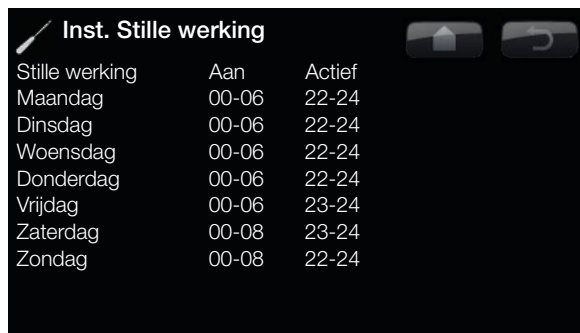 Inst. Stille werking
Stille werking Aan Actief
Maandag 00-06 22-24
Dinsdag 00-06 22-24
Woensdag 00-06 22-24
Donderdag 00-06 22-24
Vrijdag 00-06 23-24
Zaterdag 00-08 23-24
Zondag 00-08 22-24